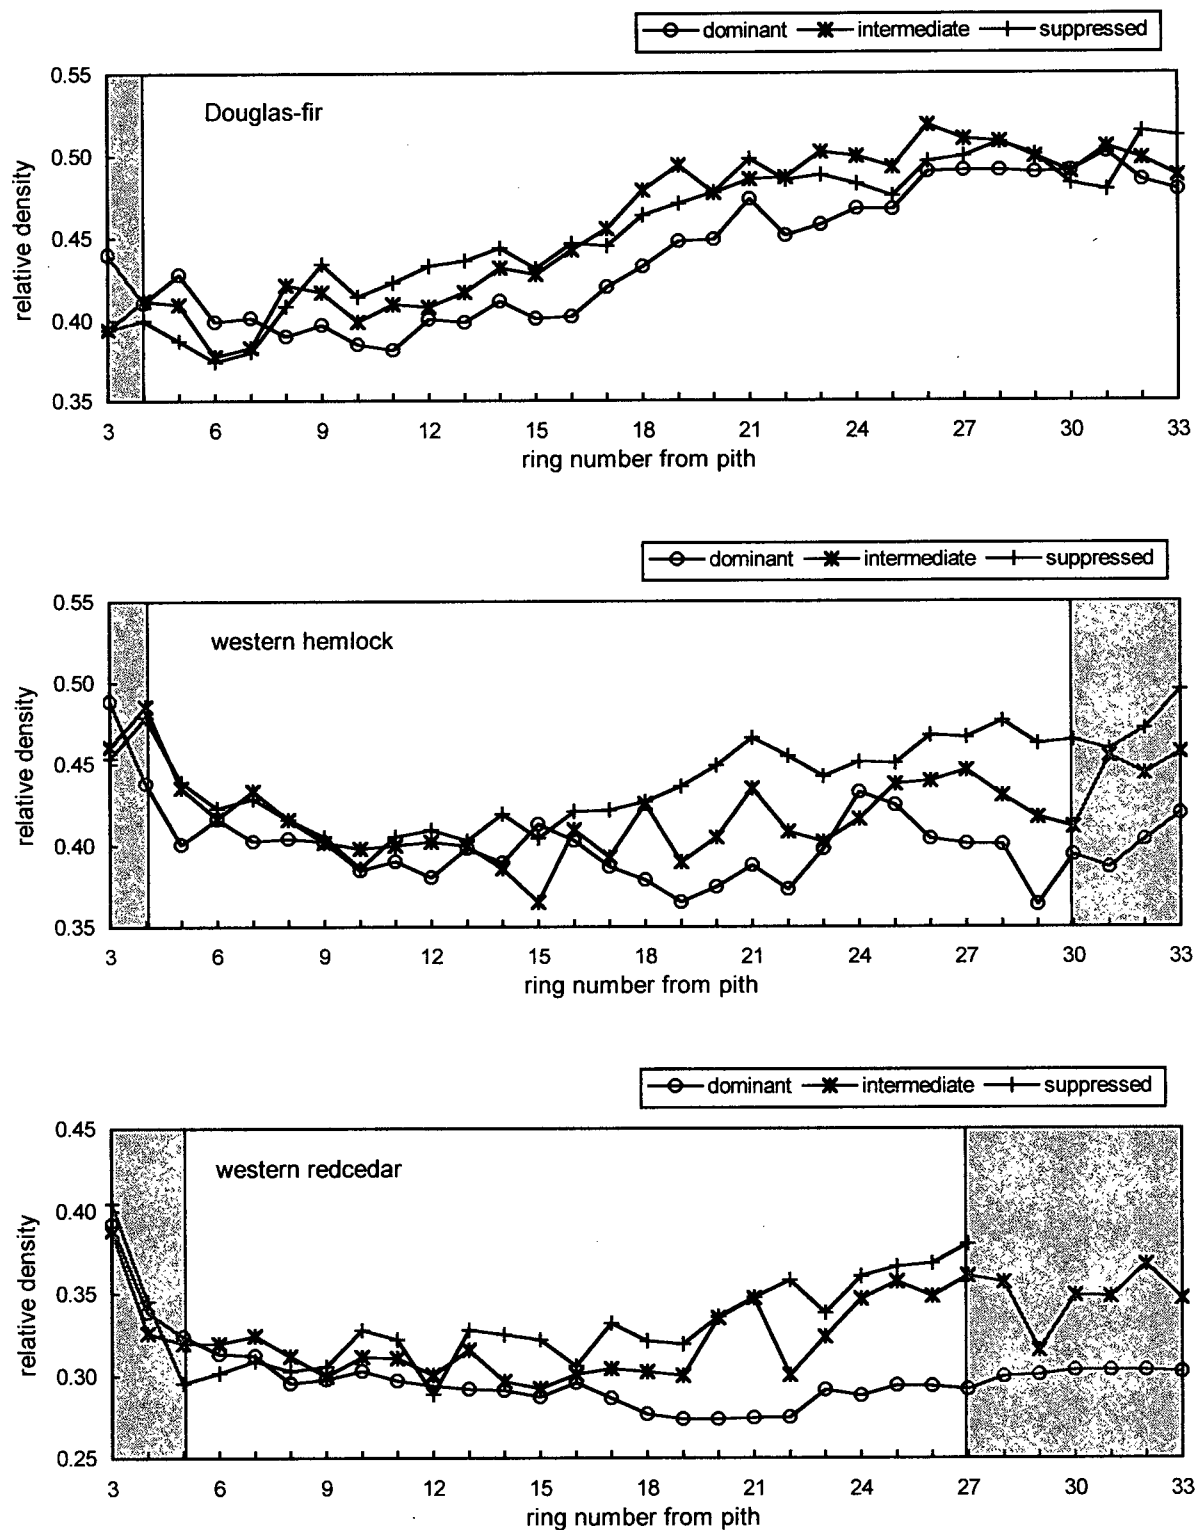 dominant intermediate suppressed
0.55
Douglas-fir
0.50
0.45
0.40
0.35
relative density
3 6 9 12 15 18 21 24 27 30 33
ring number from pith
dominant intermediate suppressed
0.55
western hemlock
0.50
0.45
0.40
0.35
relative density
3 6 9 12 15 18 21 24 27 30 33
ring number from pith
dominant intermediate suppressed
0.45
western redcedar
0.40
0.35
0.30
0.25
relative density
3 6 9 12 15 18 21 24 27 30 33
ring number from pith